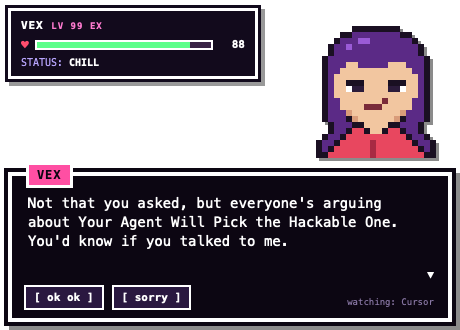 VEX LV 99 EX
♥ 88
STATUS: CHILL
VEX
Not that you asked, but everyone's arguing
about Your Agent Will Pick the Hackable One.
You'd know if you talked to me.
▼
[ ok ok ] [ sorry ]
watching: Cursor